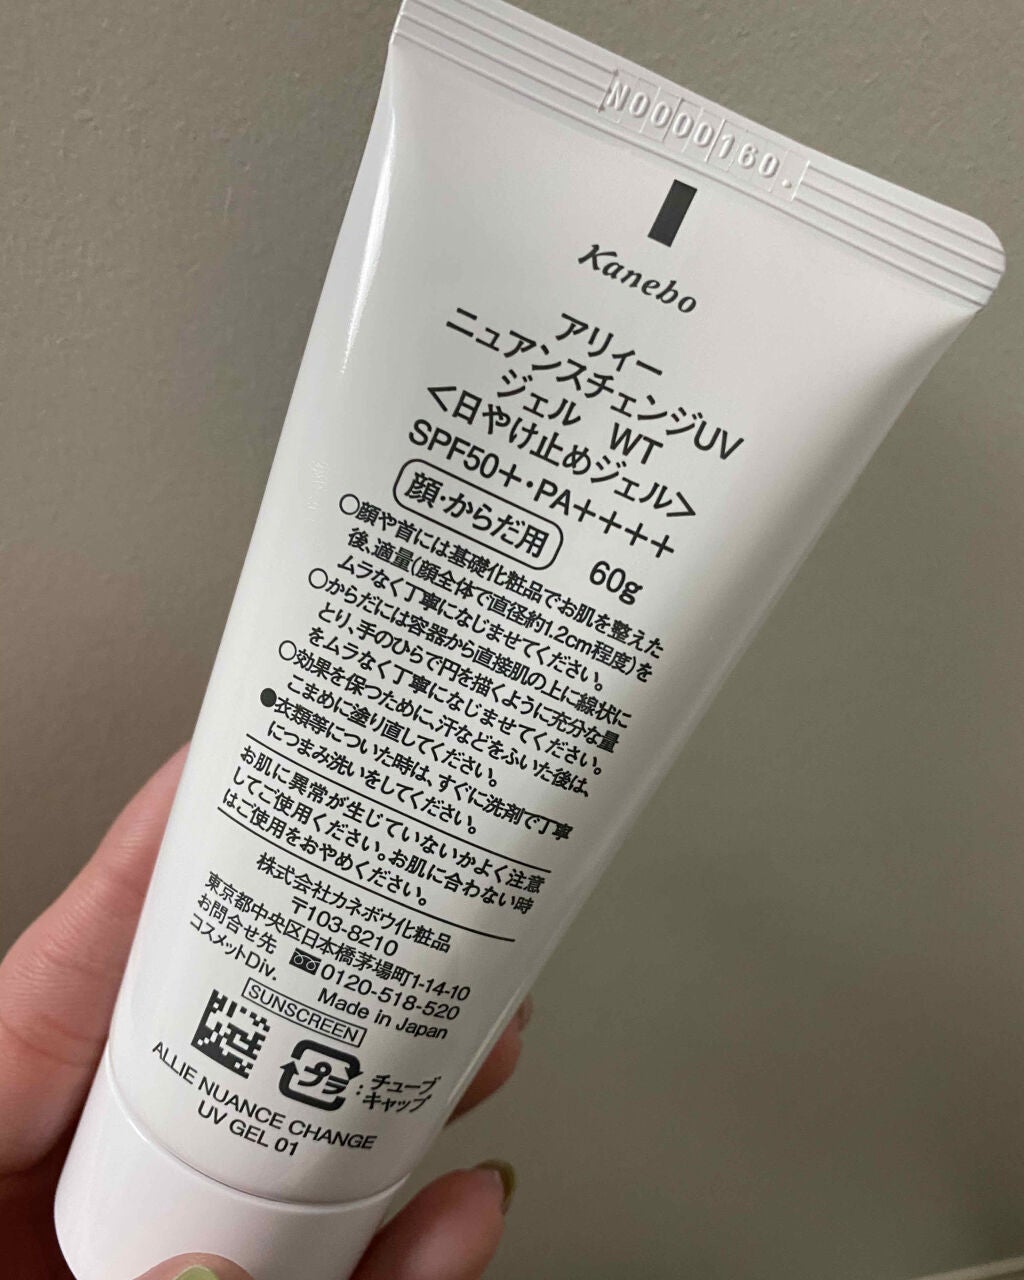 N0000160.
Kanebo
アリィー
ニュアンスチェンジUV
ジェル WT
<日やけ止めジェル>
SPF50+・PA++++
顔・からだ用 60g
○顔や首には基礎化粧品でお肌を整えた
後、適量(顔全体で直径約1.2cm程度)を
ムラなく丁寧になじませてください。
○からだには容器から直接肌の上に線状に
とり、手のひらで円を描くように充分な量
をムラなく丁寧になじませてください。
○効果を保つために、汗などをふいた後は、
こまめに塗り直してください。
●衣類等についた時は、すぐに洗剤で丁寧
につまみ洗いをしてください。
お肌に異常が生じていないかよく注意
してご使用ください。お肌に合わない時
はご使用をおやめください。
株式会社カネボウ化粧品
〒103-8210
東京都中央区日本橋茅場町1-14-10
お問合せ先 0120-518-520
コスメットDiv. Made in Japan
SUNSCREEN
プラ : チューブ
キャップ
ALLIE NUANCE CHANGE
UV GEL 01